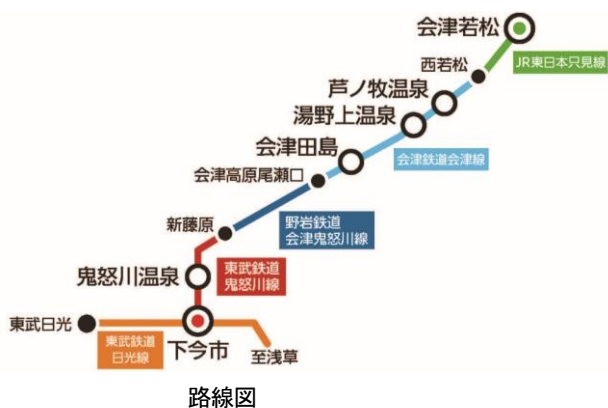 会津若松
JR東日本只見線
西若松
芦ノ牧温泉
湯野上温泉
会津鉄道会津線
会津田島
会津高原尾瀬口
野岩鉄道
会津鬼怒川線
新藤原
東武鉄道
鬼怒川線
鬼怒川温泉
東武日光
東武鉄道
日光線
下今市
至浅草
路線図